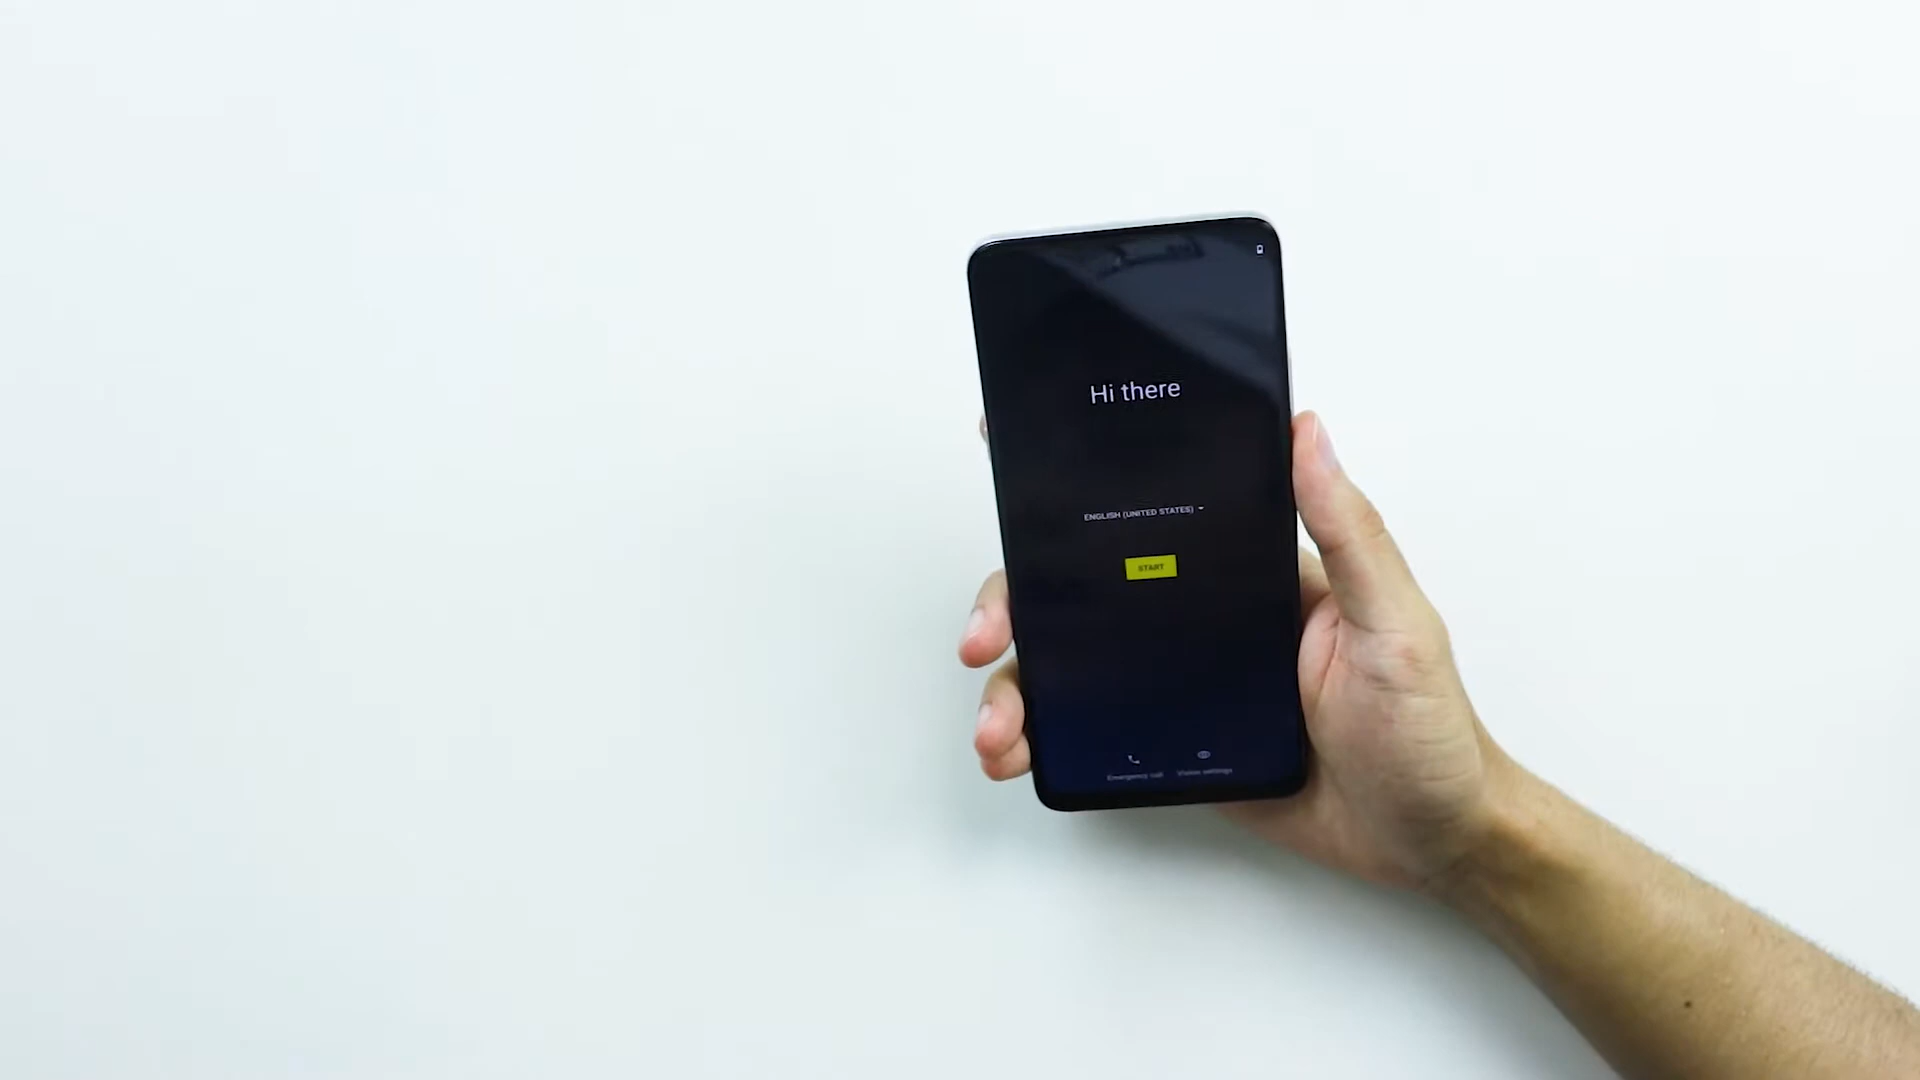 Hi there
ENGLISH (UNITED STATES)
START
Emergency call
Vision settings